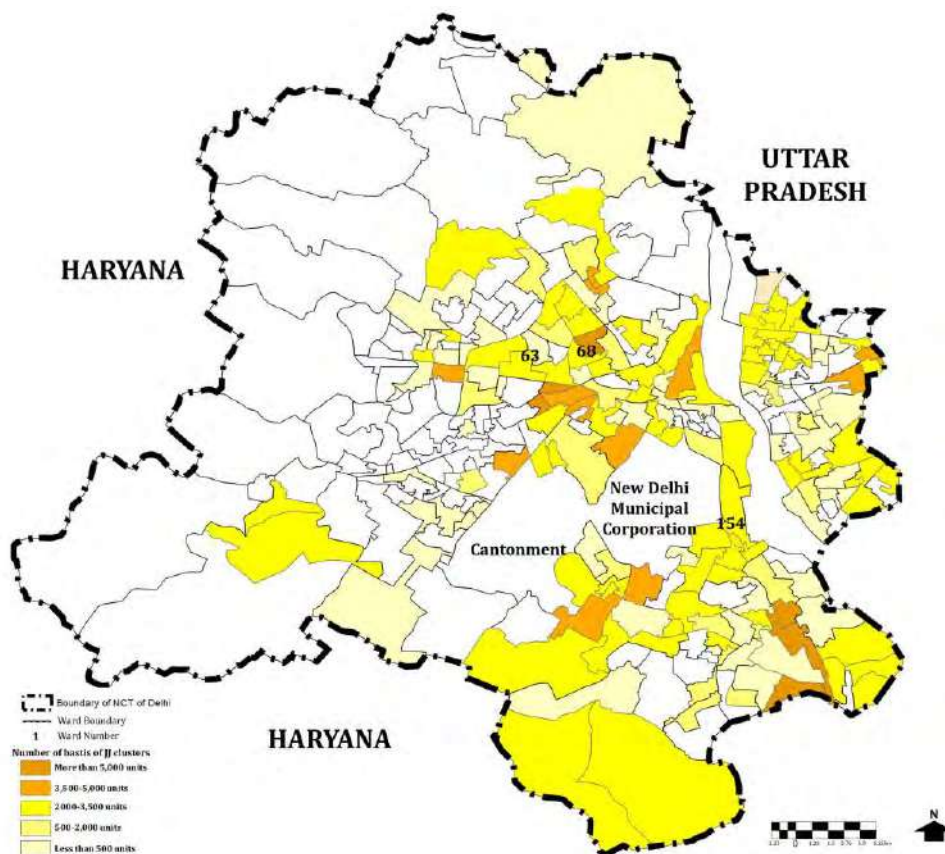 UTTAR
PRADESH
HARYANA
63
68
New Delhi
Municipal
Corporation
154
Cantonment
HARYANA
Boundary of NCT of Delhi
Ward Boundary
1 Ward Number
Number of bastis of JJ clusters
More than 5,000 units
3,500-5,000 units
2000-3,500 units
500-2,000 units
Less than 500 units
N